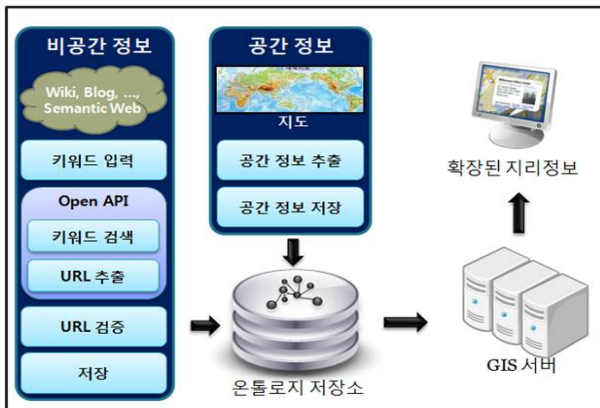 비공간 정보
Wiki, Blog, ...,
Semantic Web
키워드 입력
Open API
키워드 검색
URL 추출
URL 검증
저장
공간 정보
지도
공간 정보 추출
공간 정보 저장
온톨로지 저장소
GIS 서버
확장된 지리정보